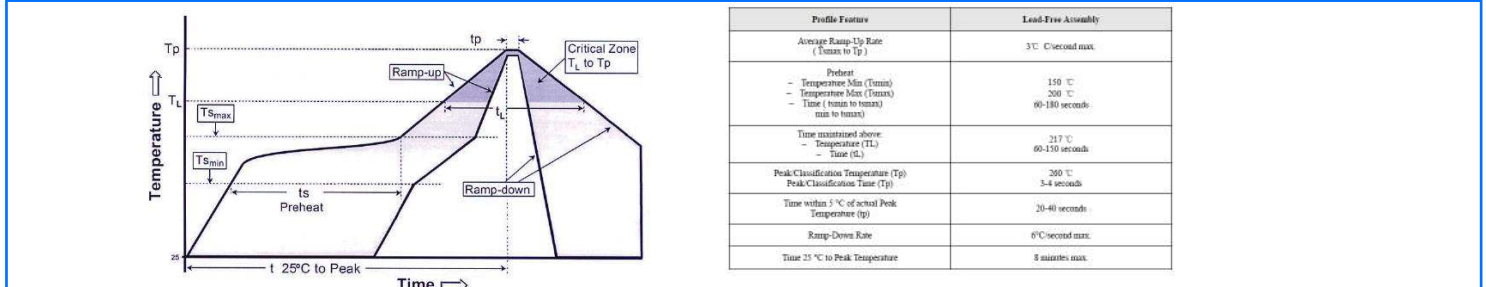 tp
Tp
Critical Zone
TL to Tp
Ramp-up
TL
tL
Tsmax
Tsmin
Temperature
ts
Preheat
Ramp-down
25
t 25ºC to Peak
Time
Profile Feature Lead-Free Assembly
Average Ramp-Up Rate
( Tsmax to Tp ) 3℃ C/second max.
Preheat
– Temperature Min (Tsmin) 150 ℃
– Temperature Max (Tsmax) 200 ℃
– Time ( tsmin to tsmax) 60-180 seconds
min to tsmax)
Time maintained above:
– Temperature (TL) 217 ℃
– Time (tL) 60-150 seconds
Peak/Classification Temperature (Tp) 260 ℃
Peak/Classification Time (Tp) 3-4 seconds
Time within 5 °C of actual Peak
Temperature (tp) 20-40 seconds
Ramp-Down Rate 6°C/second max.
Time 25 °C to Peak Temperature 8 minutes max.